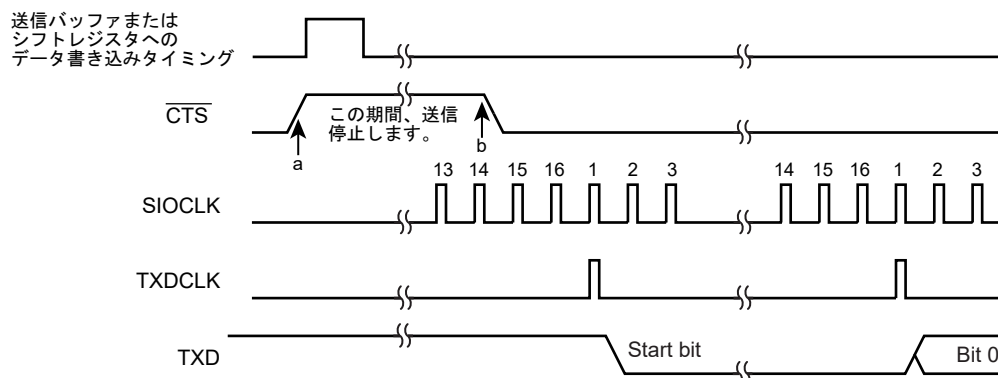 送信バッファまたは
シフトレジスタへの
データ書き込みタイミング
CTS
この期間、送信
停止します。
a
b
13 14 15 16 1 2 3 14 15 16 1 2 3
SIOCLK
TXDCLK
TXD
Start bit
Bit 0